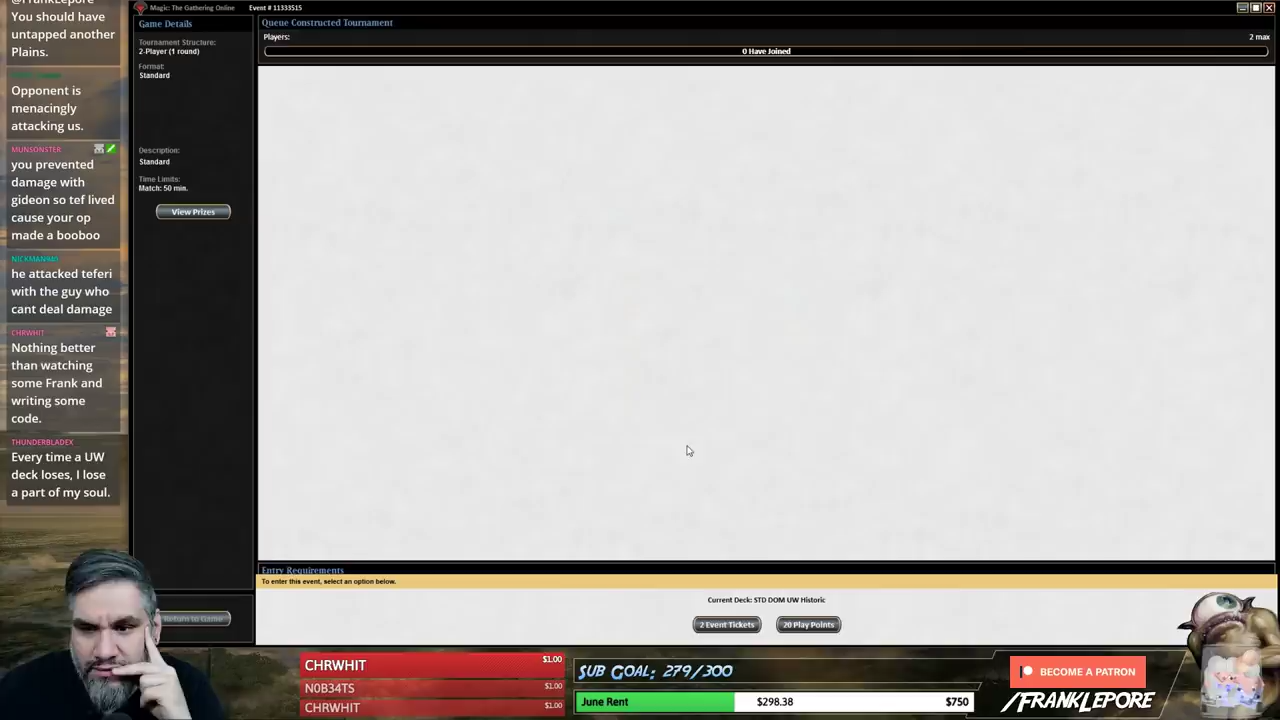 @FrankLepore
You should have
untapped another
Plains.
Opponent is
menacingly
attacking us.
MUNSONSTER
you prevented
damage with
gideon so tef lived
cause your op
made a booboo
NICKMAN940
he attacked teferi
with the guy who
cant deal damage
CHRWHIT
Nothing better
than watching
some Frank and
writing some
code.
THUNDERBLADEX
Every time a UW
deck loses, I lose
a part of my soul.
Magic: The Gathering Online
Event # 11333515
Game Details
Tournament Structure:
2-Player (1 round)
Format:
Standard
Description:
Standard
Time Limits:
Match: 50 min.
View Prizes
Return to Game
Queue Constructed Tournament
Players:
2 max
0 Have Joined
Entry Requirements
To enter this event, select an option below.
Current Deck: STD DOM UW Historic
2 Event Tickets
20 Play Points
CHRWHIT $1.00
N0B34TS $1.00
CHRWHIT $1.00
SUB GOAL: 279/300
June Rent $298.38 $750
BECOME A PATRON
/FRANKLEPORE